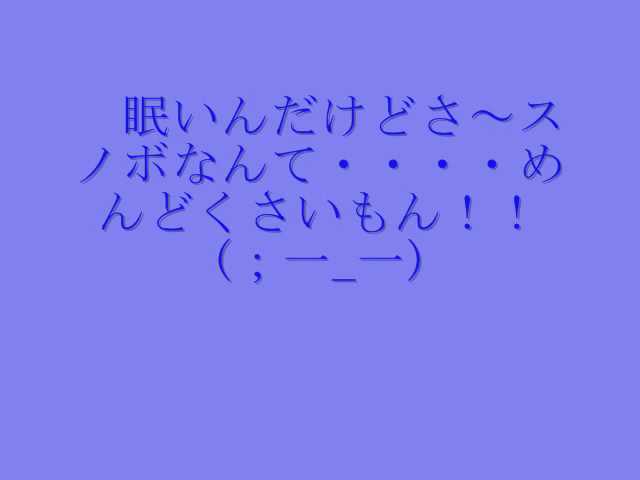 眠いんだけどさ～ス
ノボなんて・・・・め
んどくさいもん！！
（；一_一）